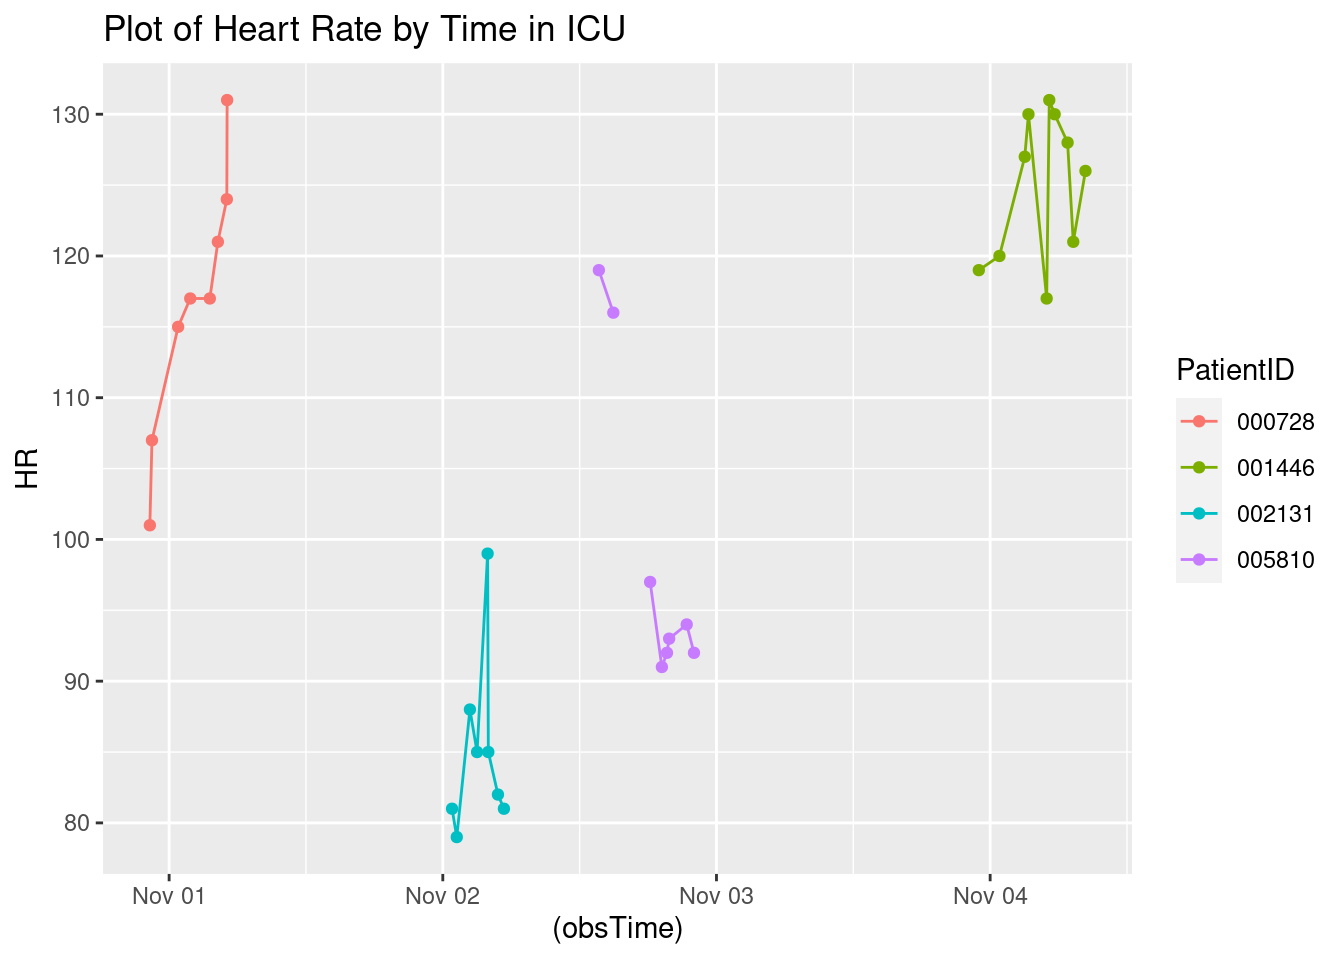 Plot of Heart Rate by Time in ICU
HR
130
120
110
100
90
80
Nov 01
Nov 02
Nov 03
Nov 04
(obsTime)
PatientID
000728
001446
002131
005810